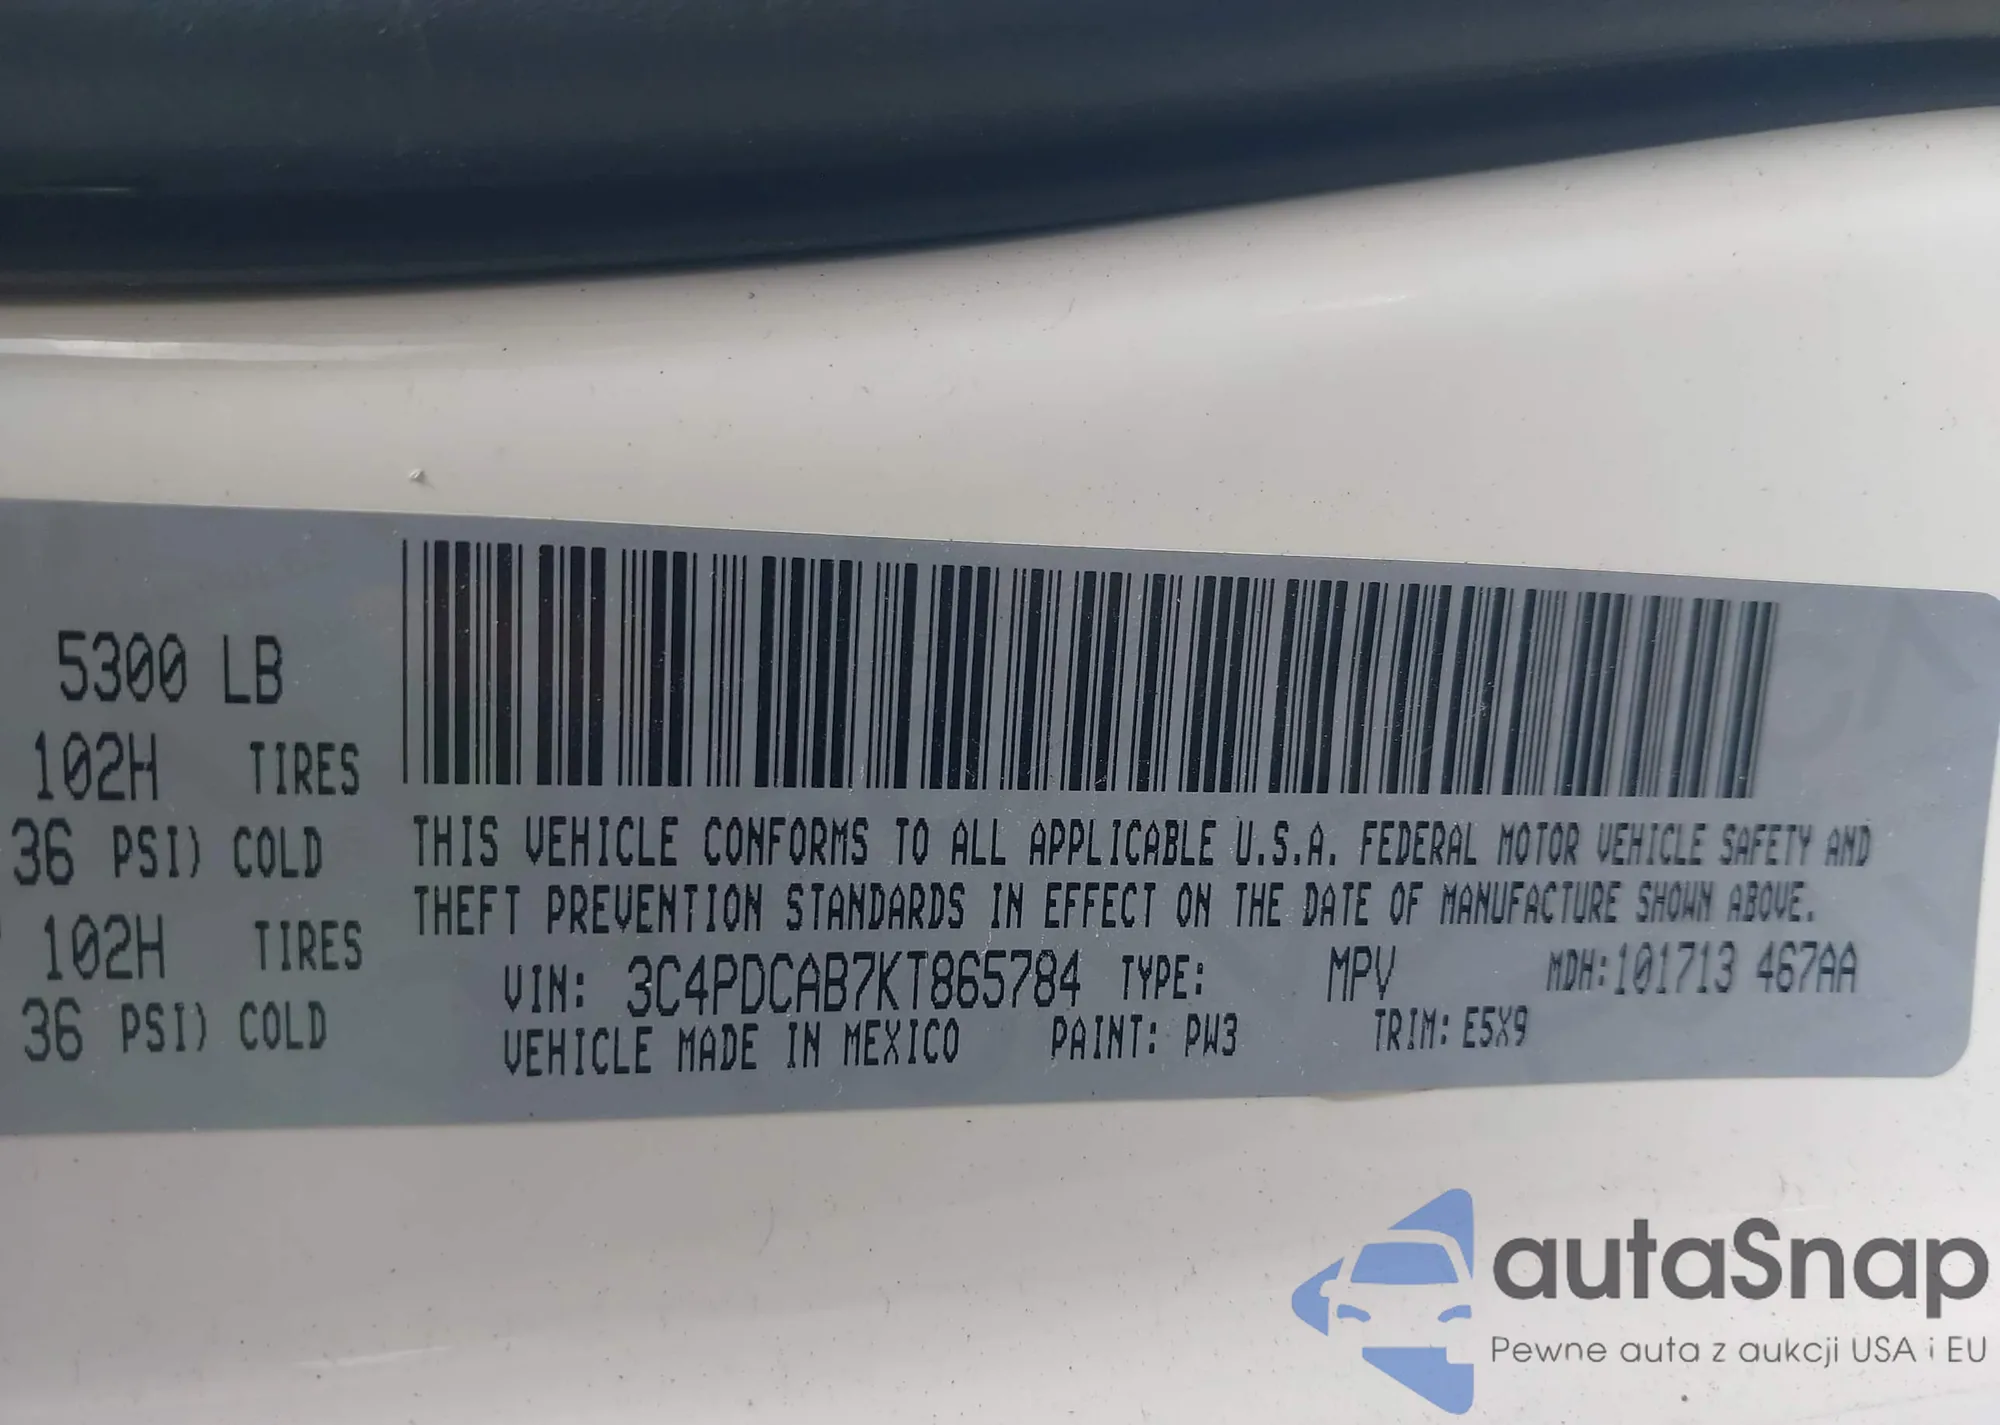 5300 LB
102H TIRES
36 PSI) COLD
102H TIRES
36 PSI) COLD
THIS VEHICLE CONFORMS TO ALL APPLICABLE U.S.A. FEDERAL MOTOR VEHICLE SAFETY AND
THEFT PREVENTION STANDARDS IN EFFECT ON THE DATE OF MANUFACTURE SHOWN ABOVE.
VIN: 3C4PDCAB7KT865784 TYPE: MPV MDH:101713 467AA
VEHICLE MADE IN MEXICO PAINT: PW3 TRIM: E5X9
autaSnap
Pewne auta z aukcji USA i EU